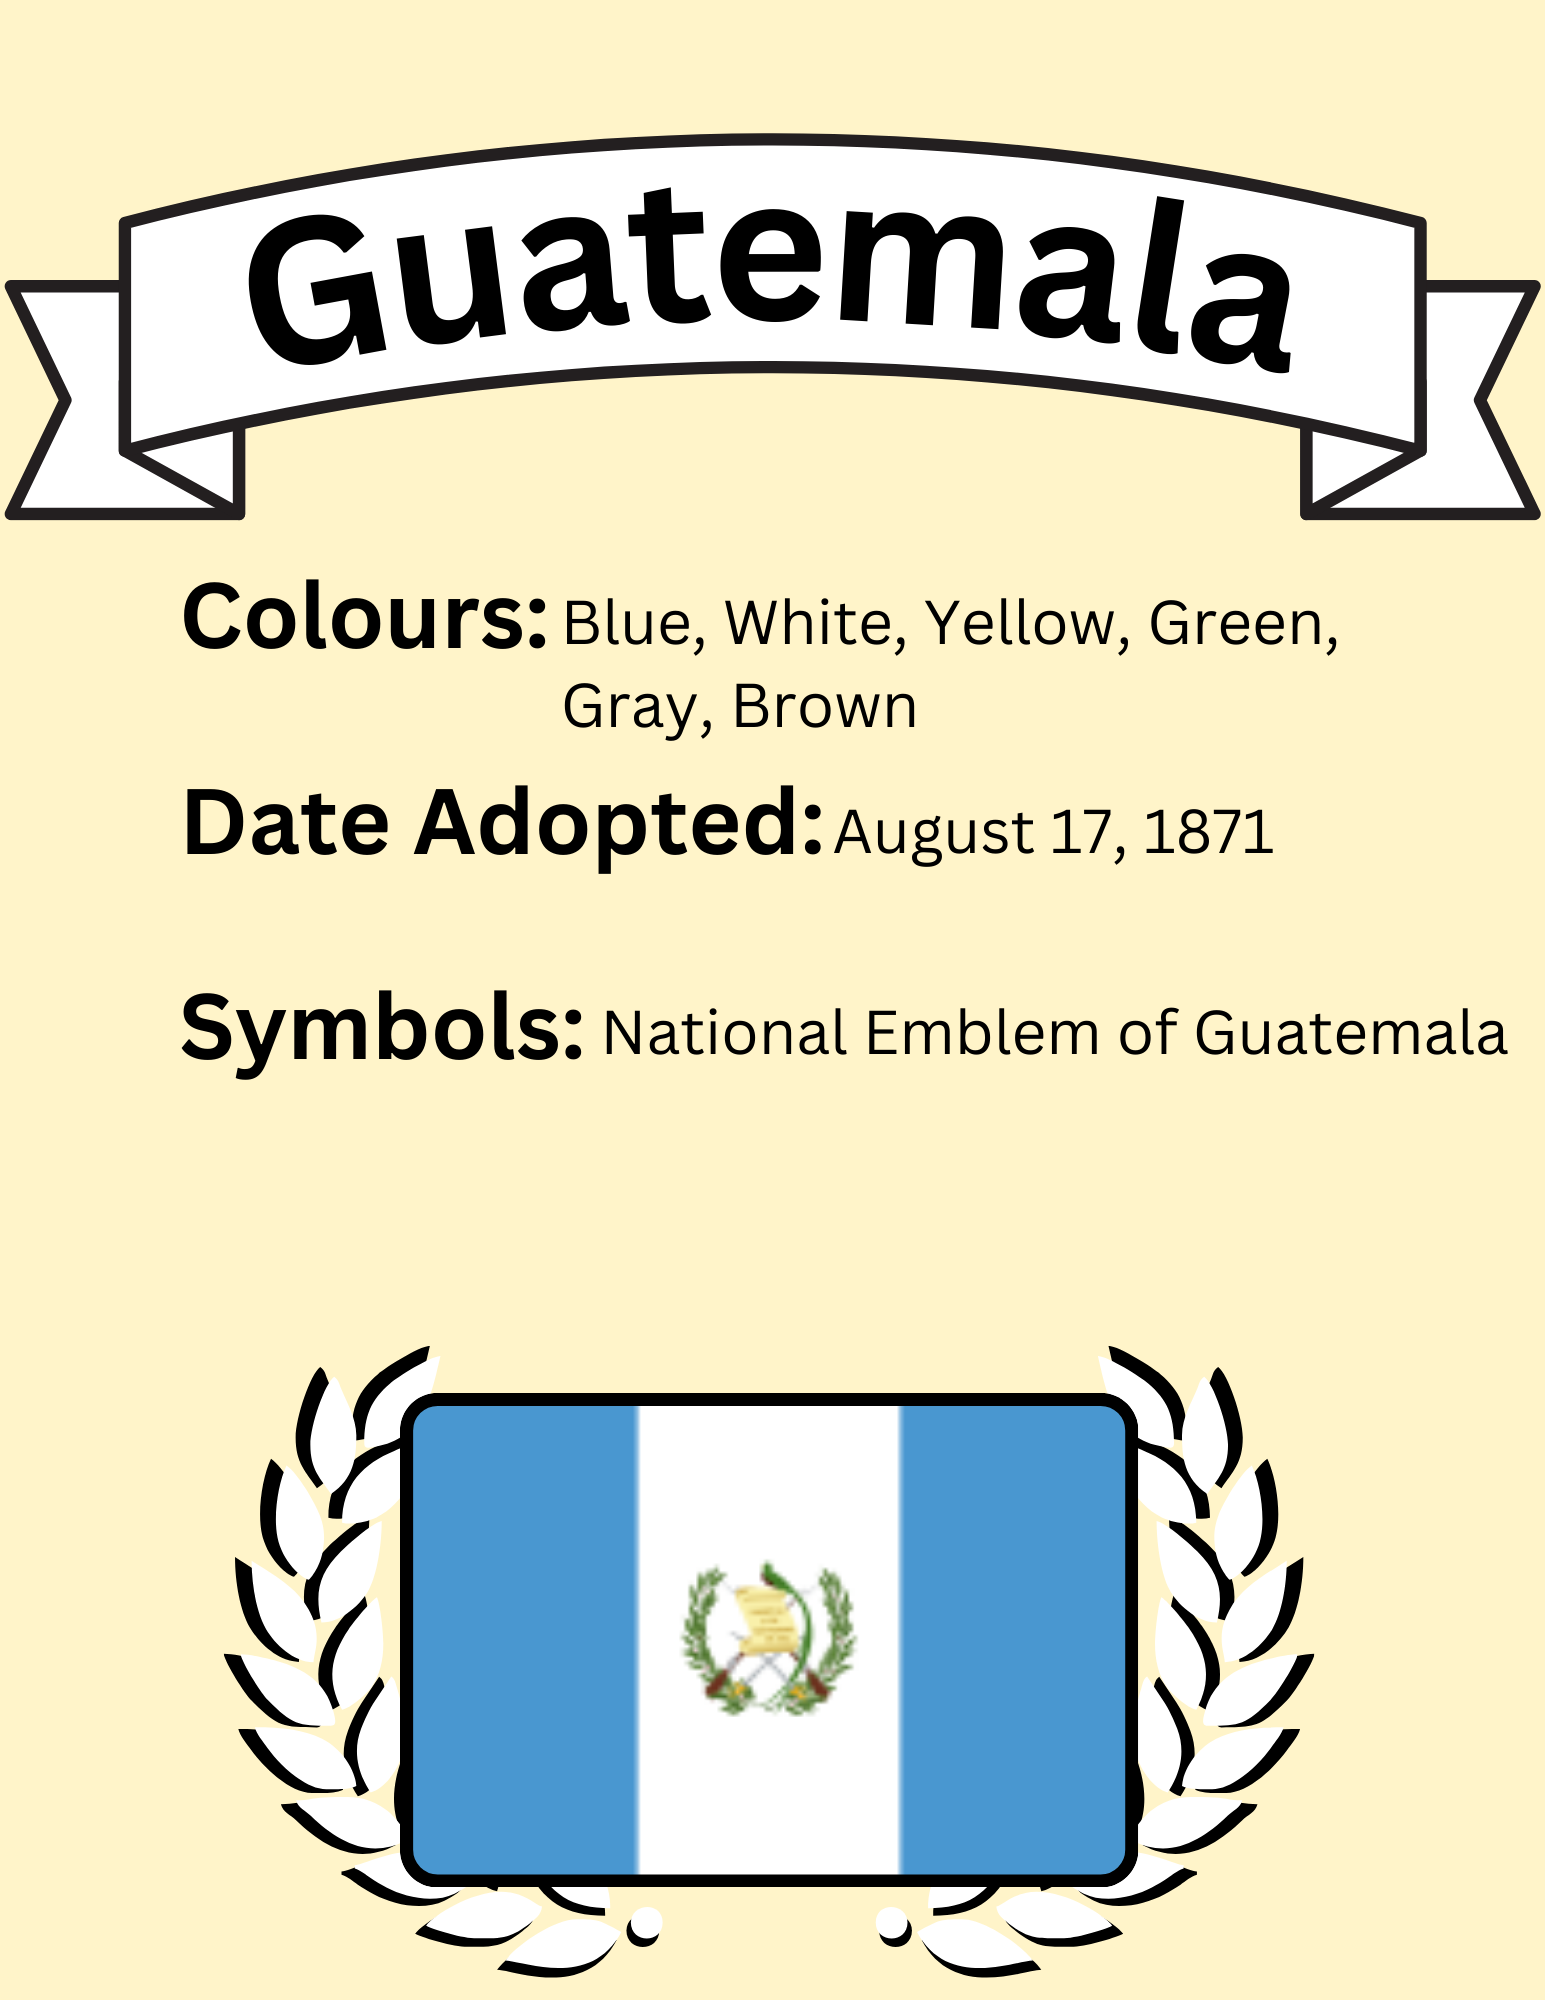 Guatemala
Colours: Blue, White, Yellow, Green,
Gray, Brown
Date Adopted: August 17, 1871
Symbols: National Emblem of Guatemala